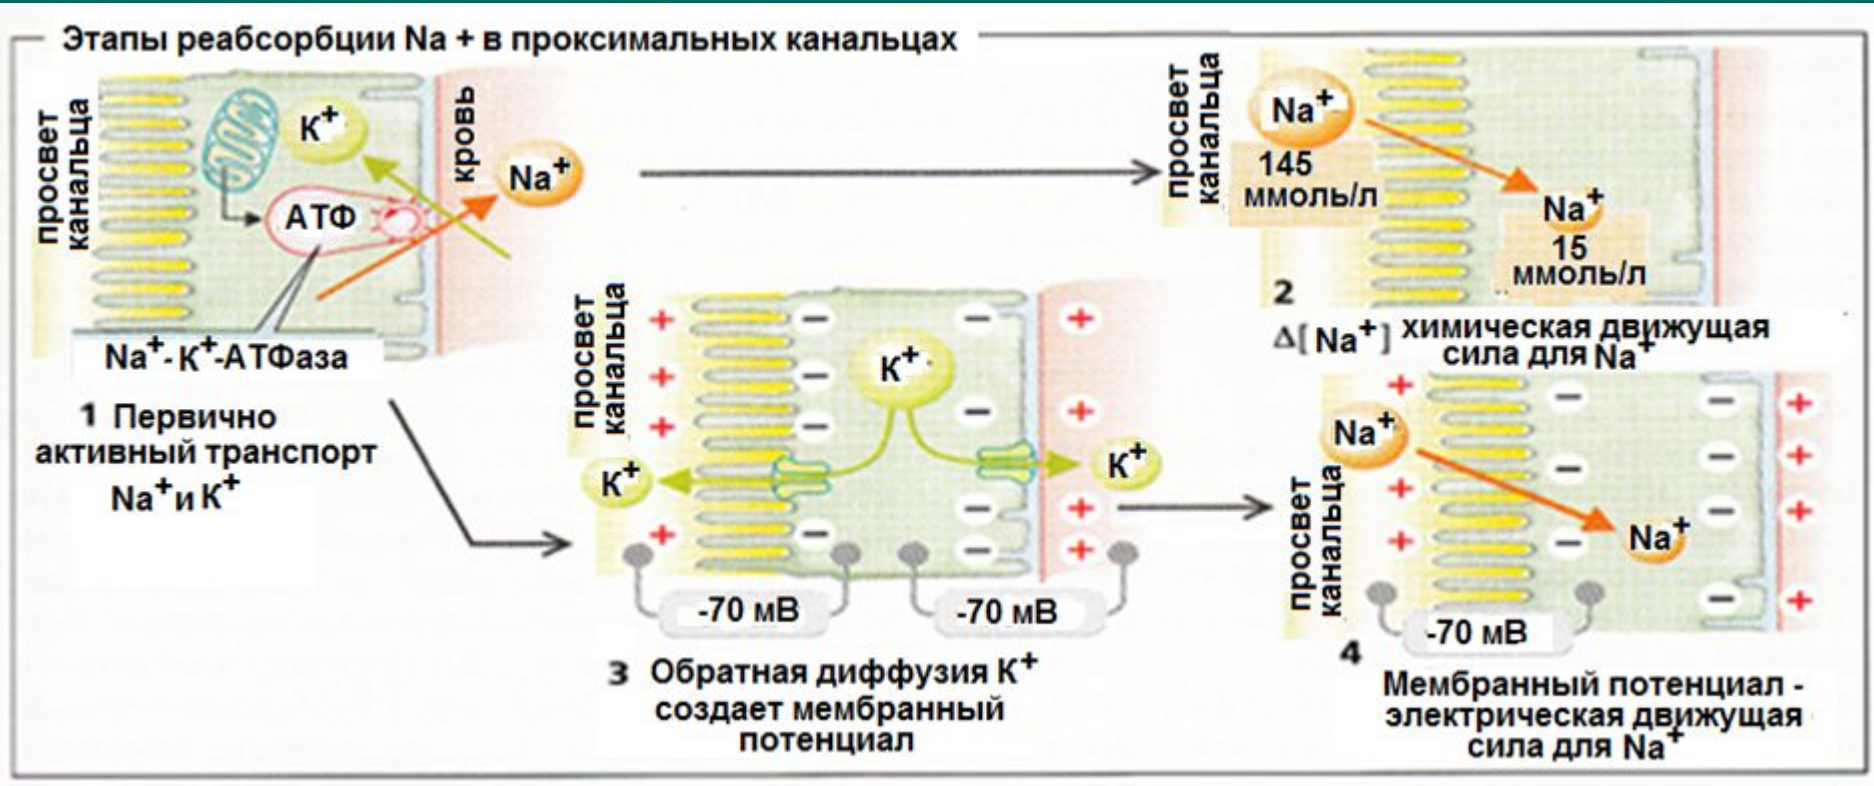 Этапы реабсорбции Na + в проксимальных канальцах
просвет
канальца
K+
АТФ
кровь
Na+
Na+-K+-АТФаза
1 Первично
активный транспорт
Na+ и K+
просвет
канальца
Na+
145
ммоль/л
Na+
15
ммоль/л
2
Δ[ Na+] химическая движущая
сила для Na+
просвет
канальца
+
+
+
+
−
−
−
−
−
−
−
−
K+
K+
K+
+
+
+
+
-70 мВ
-70 мВ
3 Обратная диффузия K+
создает мембранный
потенциал
просвет
канальца
+
+
+
Na+
Na+
−
−
−
−
−
−
−
+
+
+
+
-70 мВ
4
Мембранный потенциал -
электрическая движущая
сила для Na+